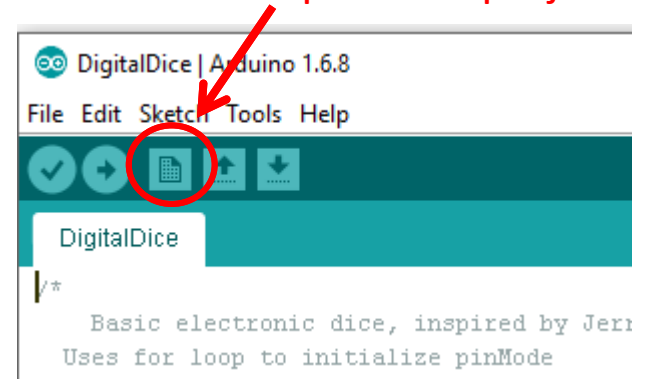 DigitalDice | Arduino 1.6.8
File Edit Sketch Tools Help
DigitalDice
/*
Basic electronic dice, inspired by Jerr
Uses for loop to initialize pinMode